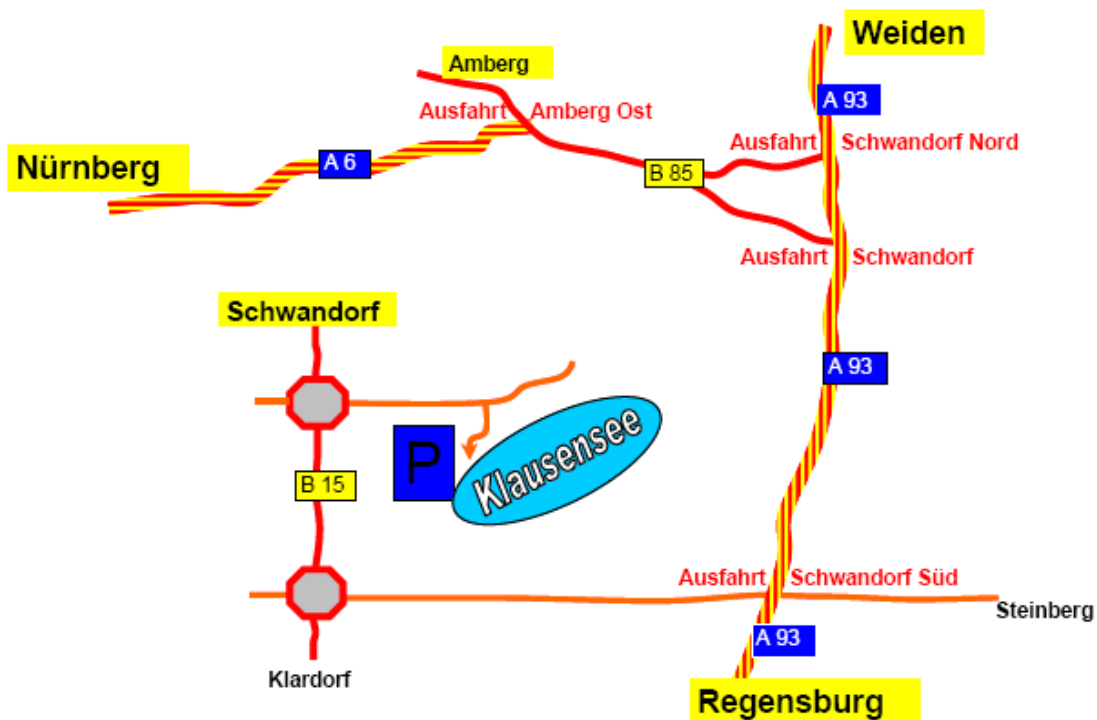 Weiden
Amberg
A 93
Ausfahrt Amberg Ost
Ausfahrt Schwandorf Nord
Nürnberg
A 6
B 85
Ausfahrt Schwandorf
Schwandorf
A 93
P
Klausensee
B 15
Ausfahrt Schwandorf Süd
Steinberg
A 93
Klardorf
Regensburg